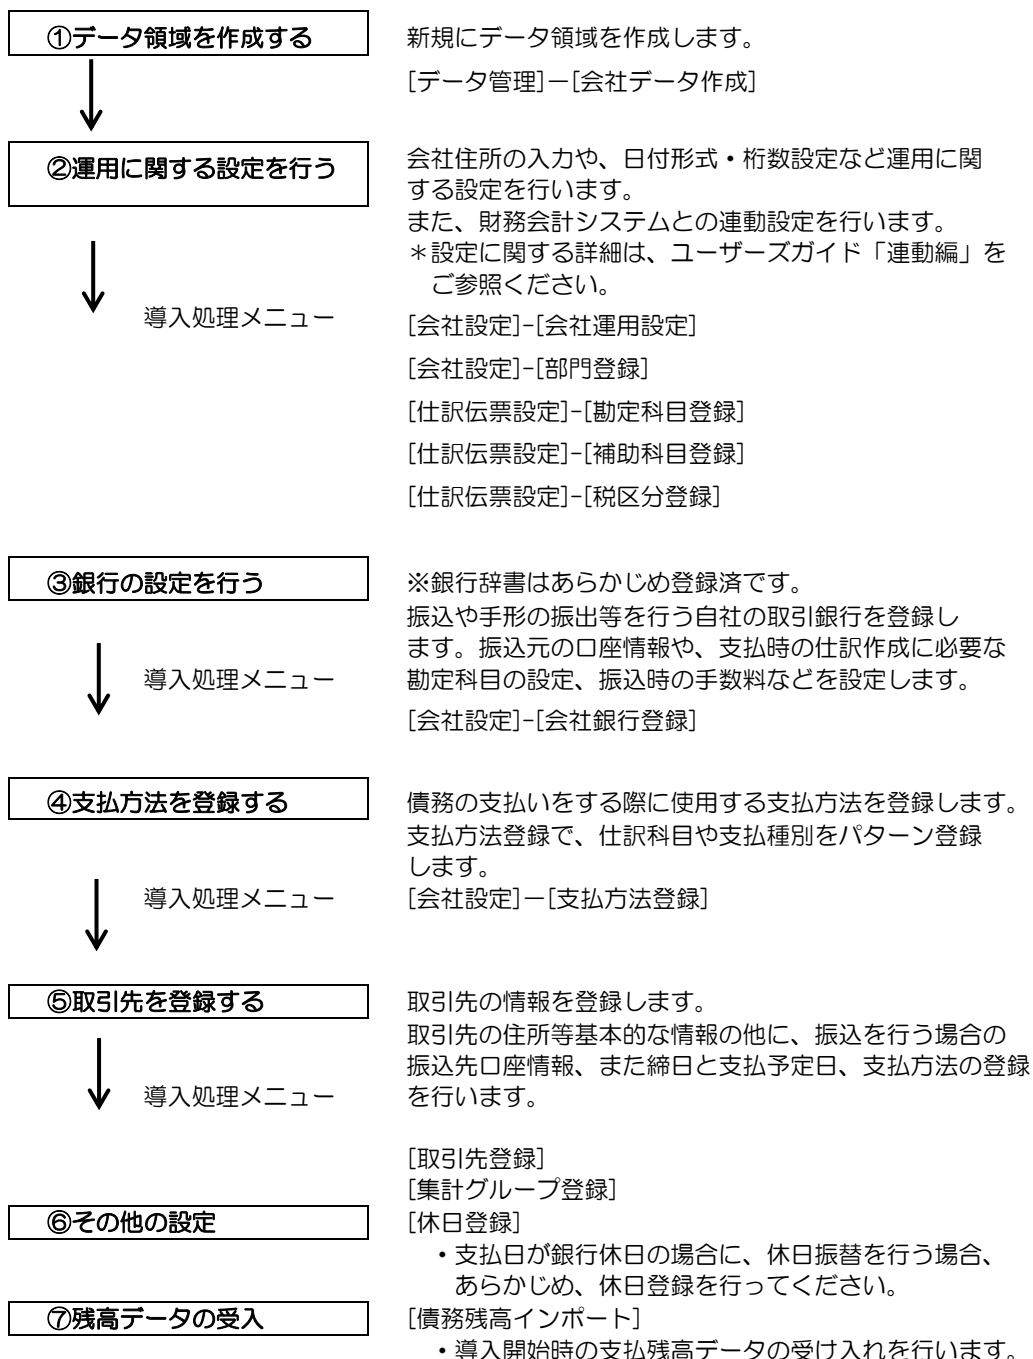 ①データ領域を作成する
新規にデータ領域を作成します。
[データ管理]－[会社データ作成]
②運用に関する設定を行う
会社住所の入力や、日付形式・桁数設定など運用に関
する設定を行います。
また、財務会計システムとの連動設定を行います。
＊設定に関する詳細は、ユーザーズガイド「連動編」を
ご参照ください。
導入処理メニュー
[会社設定]-[会社運用設定]
[会社設定]-[部門登録]
[仕訳伝票設定]-[勘定科目登録]
[仕訳伝票設定]-[補助科目登録]
[仕訳伝票設定]-[税区分登録]
③銀行の設定を行う
※銀行辞書はあらかじめ登録済です。
振込や手形の振出等を行う自社の取引銀行を登録し
ます。振込元の口座情報や、支払時の仕訳作成に必要な
導入処理メニュー
勘定科目の設定、振込時の手数料などを設定します。
[会社設定]-[会社銀行登録]
④支払方法を登録する
債務の支払いをする際に使用する支払方法を登録します。
支払方法登録で、仕訳科目や支払種別をパターン登録
します。
導入処理メニュー
[会社設定]－[支払方法登録]
⑤取引先を登録する
取引先の情報を登録します。
取引先の住所等基本的な情報の他に、振込を行う場合の
振込先口座情報、また締日と支払予定日、支払方法の登録
導入処理メニュー
を行います。
[取引先登録]
[集計グループ登録]
⑥その他の設定
[休日登録]
・支払日が銀行休日の場合に、休日振替を行う場合、
あらかじめ、休日登録を行ってください。
⑦残高データの受入
[債務残高インポート]
・導入開始時の支払残高データの受け入れを行います。